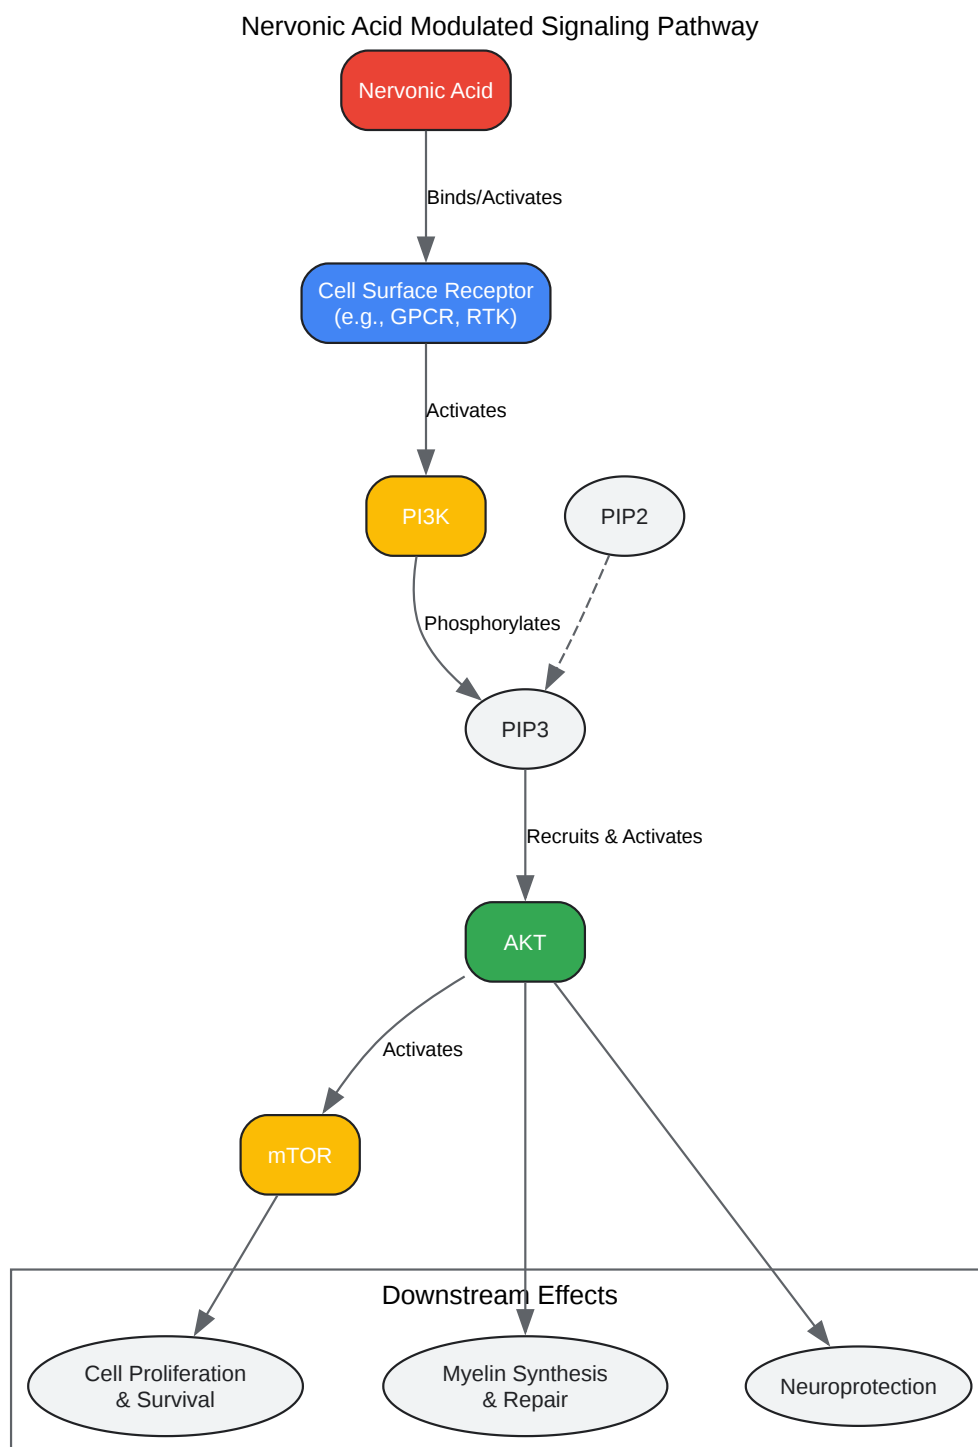 Nervonic Acid Modulated Signaling Pathway
Nervonic Acid
Binds/Activates
Cell Surface Receptor
(e.g., GPCR, RTK)
Activates
PI3K
PIP2
Phosphorylates
PIP3
Recruits & Activates
AKT
Activates
mTOR
Downstream Effects
Cell Proliferation
& Survival
Myelin Synthesis
& Repair
Neuroprotection